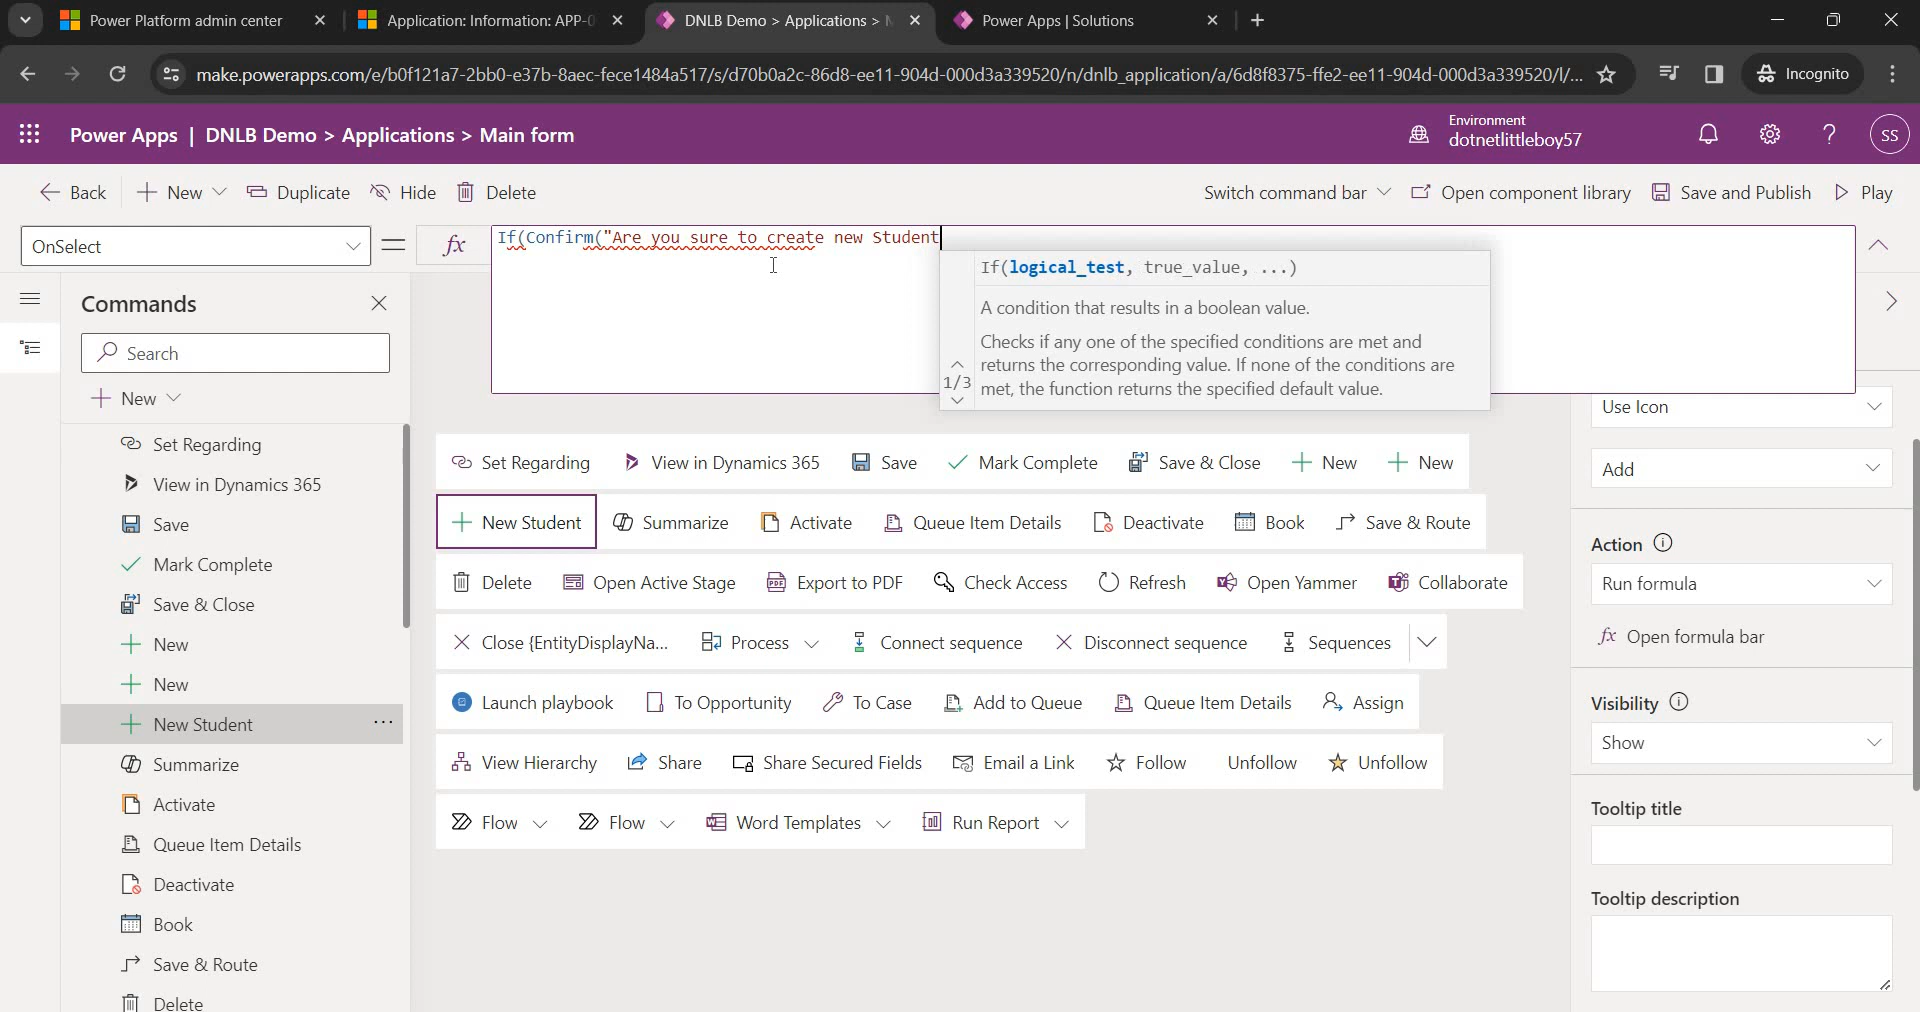 Power Platform admin center
Application: Information: APP-0
DNLB Demo > Applications >
Power Apps | Solutions
make.powerapps.com/e/b0f121a7-2bb0-e37b-8aec-fece1484a517/s/d70b0a2c-86d8-ee11-904d-000d3a339520/n/dnlb_application/a/6d8f8375-ffe2-ee11-904d-000d3a339520/l/...
Incognito
Power Apps | DNLB Demo > Applications > Main form
Environment
dotnetlittleboy57
SS
Back
New
Duplicate
Hide
Delete
Switch command bar
Open component library
Save and Publish
Play
OnSelect
fx
If(Confirm("Are you sure to create new Student
If(logical_test, true_value, ...)
A condition that results in a boolean value.
Checks if any one of the specified conditions are met and
returns the corresponding value. If none of the conditions are
met, the function returns the specified default value.
1/3
Commands
Search
New
Set Regarding
View in Dynamics 365
Save
Mark Complete
Save & Close
New
New
New Student
Summarize
Activate
Queue Item Details
Deactivate
Book
Save & Route
Delete
Set Regarding View in Dynamics 365 Save Mark Complete Save & Close New New
New Student Summarize Activate Queue Item Details Deactivate Book Save & Route
Delete Open Active Stage Export to PDF Check Access Refresh Open Yammer Collaborate
Close {EntityDisplayNa... Process Connect sequence Disconnect sequence Sequences
Launch playbook To Opportunity To Case Add to Queue Queue Item Details Assign
View Hierarchy Share Share Secured Fields Email a Link Follow Unfollow Unfollow
Flow Flow Word Templates Run Report
Use Icon
Add
Action
Run formula
fx Open formula bar
Visibility
Show
Tooltip title
Tooltip description